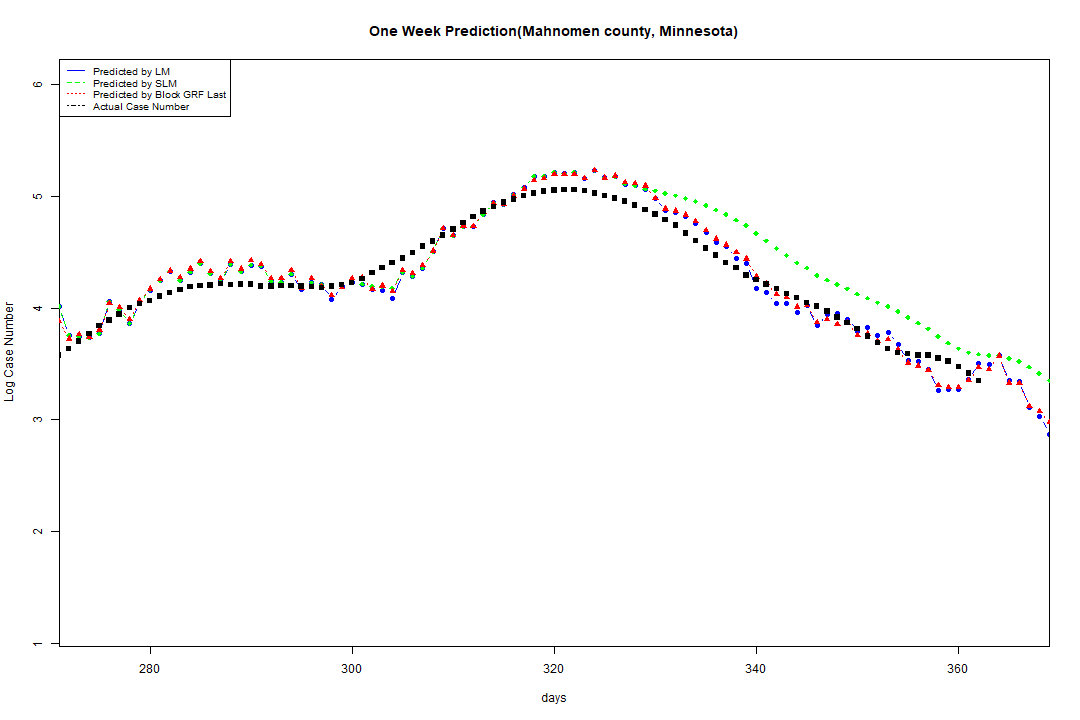 One Week Prediction(Mahnomen county, Minnesota)
Predicted by LM
Predicted by SLM
Predicted by Block GRF Last
Actual Case Number
6
5
4
3
2
1
Log Case Number
280 300 320 340 360
days